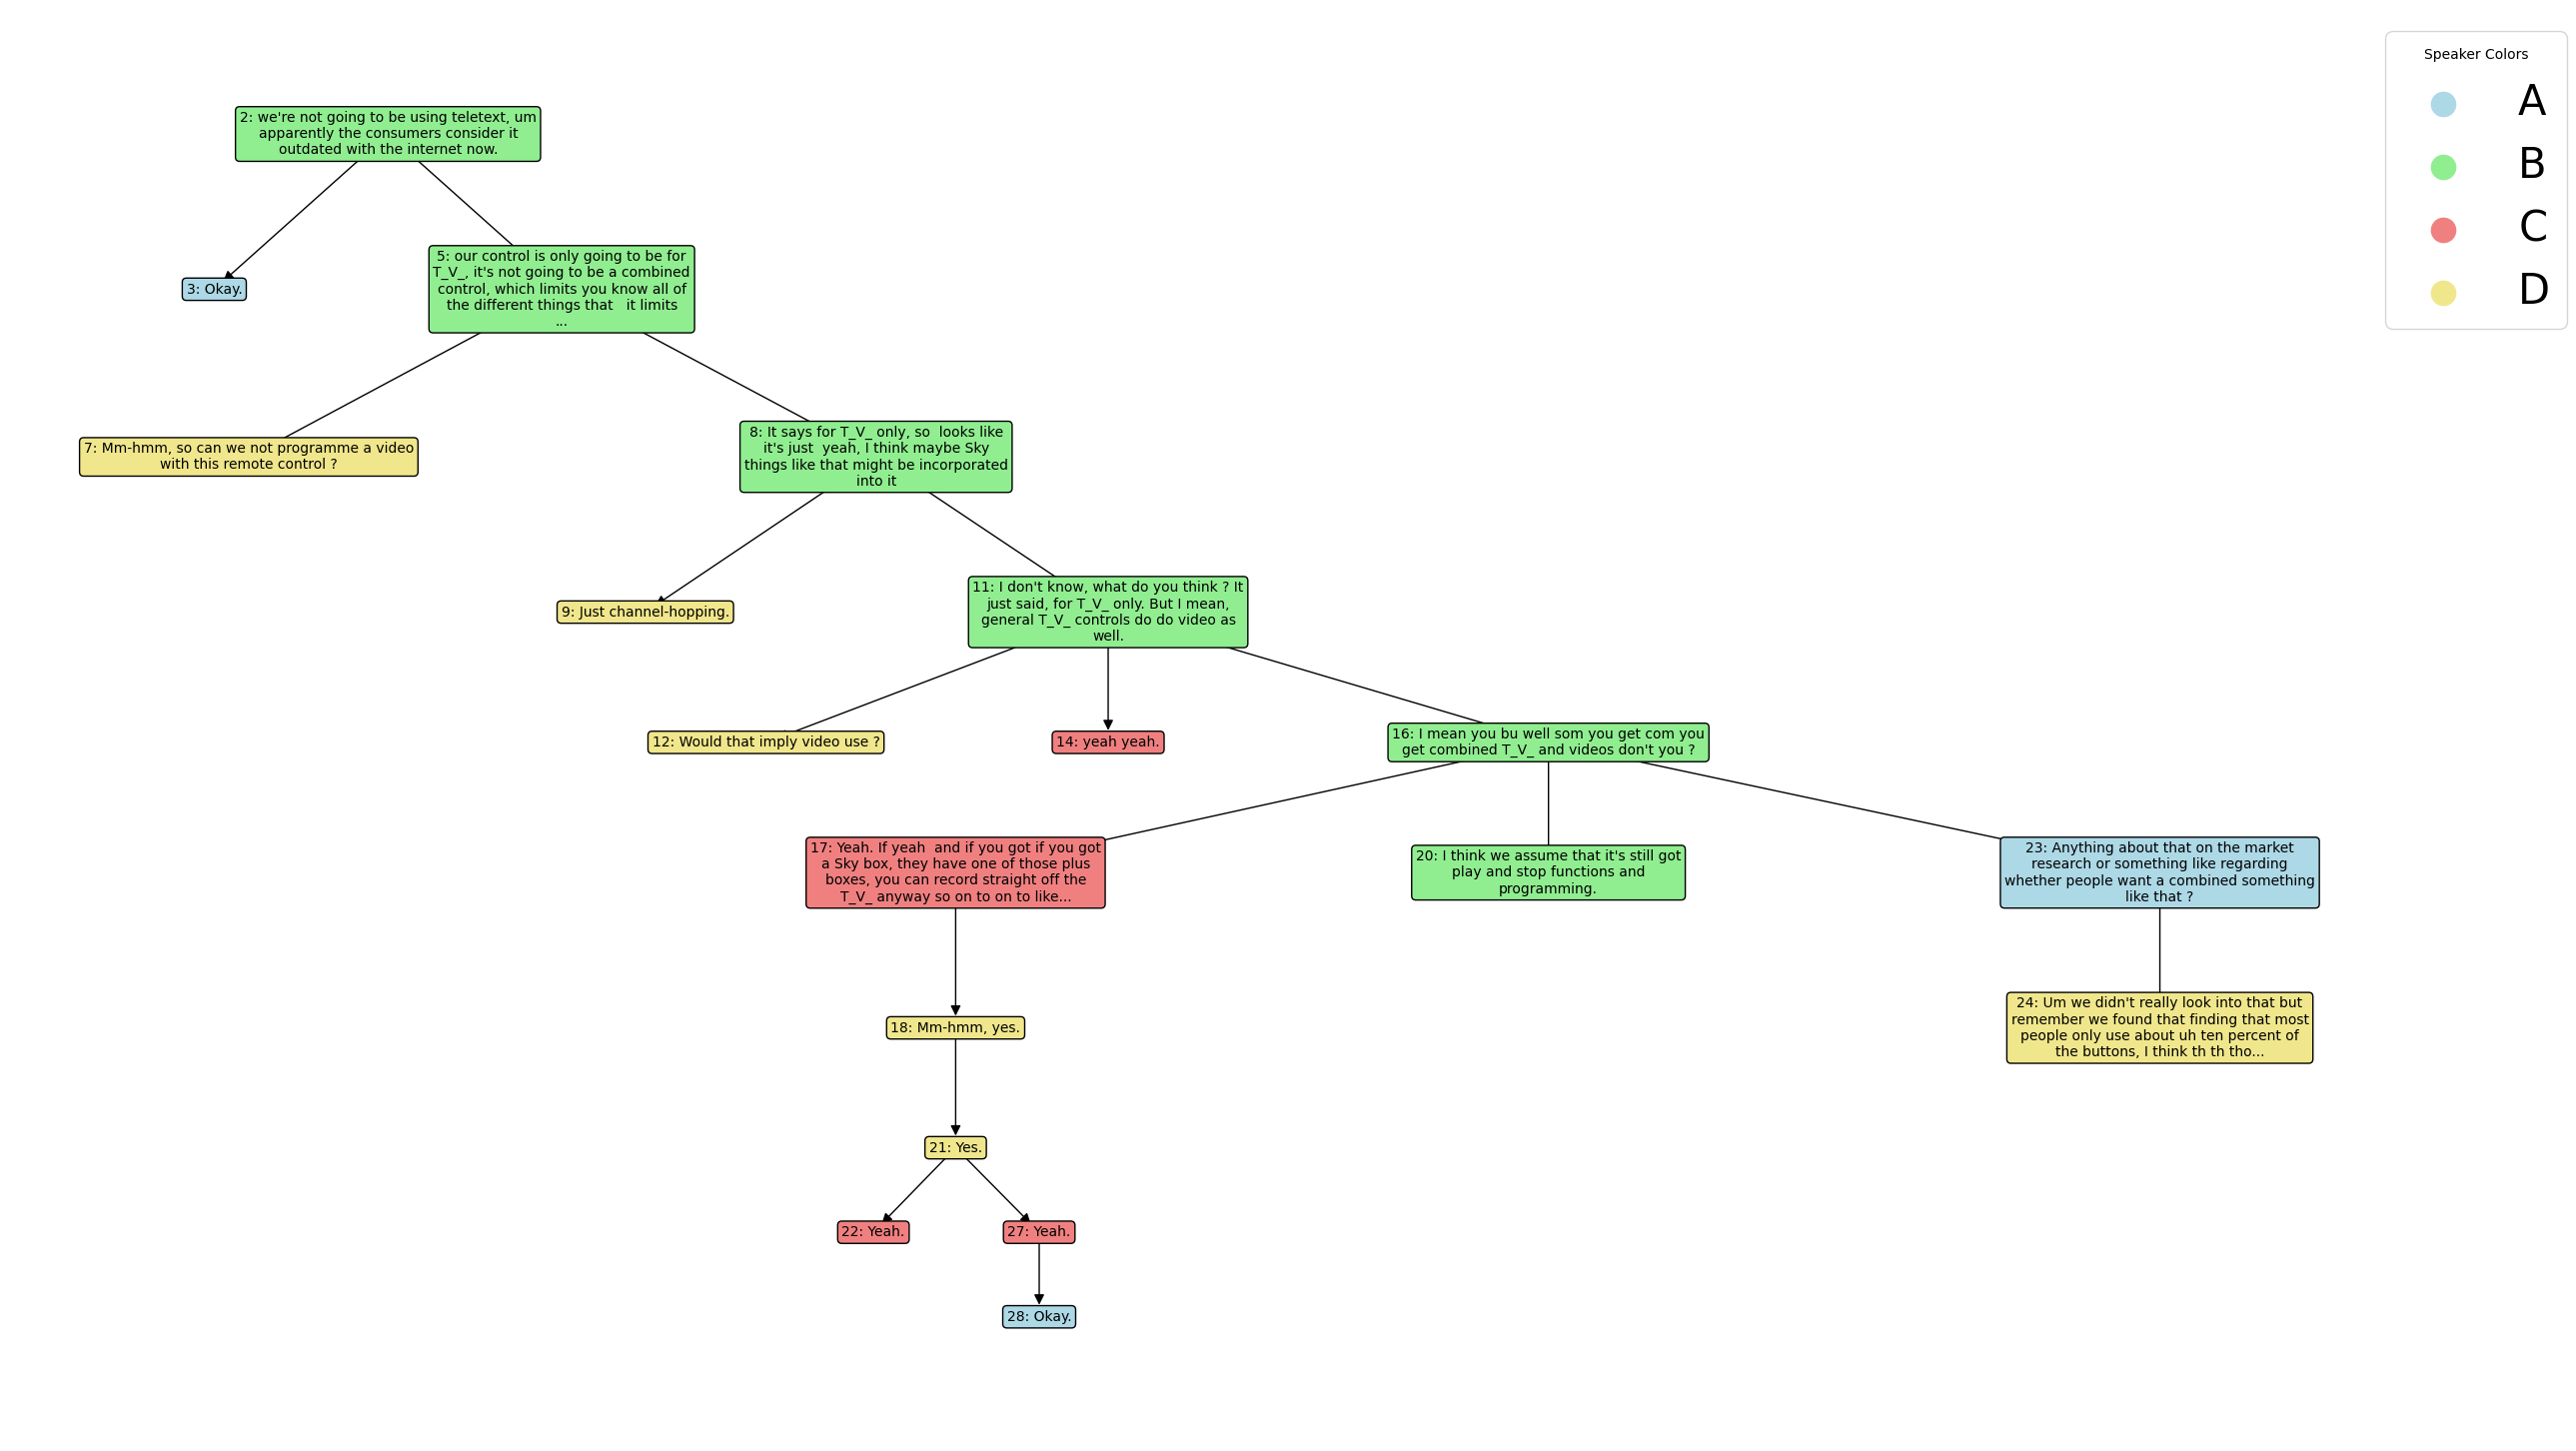 Speaker Colors
A
B
C
D
2: we're not going to be using teletext, um
apparently the consumers consider it
outdated with the internet now.
3: Okay.
5: our control is only going to be for
T_V_, it's not going to be a combined
control, which limits you know all of
the different things that   it limits
...
7: Mm-hmm, so can we not programme a video
with this remote control ?
8: It says for T_V_ only, so  looks like
it's just  yeah, I think maybe Sky
things like that might be incorporated
into it
9: Just channel-hopping.
11: I don't know, what do you think ? It
just said, for T_V_ only. But I mean,
general T_V_ controls do do video as
well.
12: Would that imply video use ?
14: yeah yeah.
16: I mean you bu well som you get com you
get combined T_V_ and videos don't you ?
17: Yeah. If yeah  and if you got if you got
a Sky box, they have one of those plus
boxes, you can record straight off the
T_V_ anyway so on to on to like...
20: I think we assume that it's still got
play and stop functions and
programming.
23: Anything about that on the market
research or something like regarding
whether people want a combined something
like that ?
18: Mm-hmm, yes.
24: Um we didn't really look into that but
remember we found that finding that most
people only use about uh ten percent of
the buttons, I think th th tho...
21: Yes.
22: Yeah.
27: Yeah.
28: Okay.